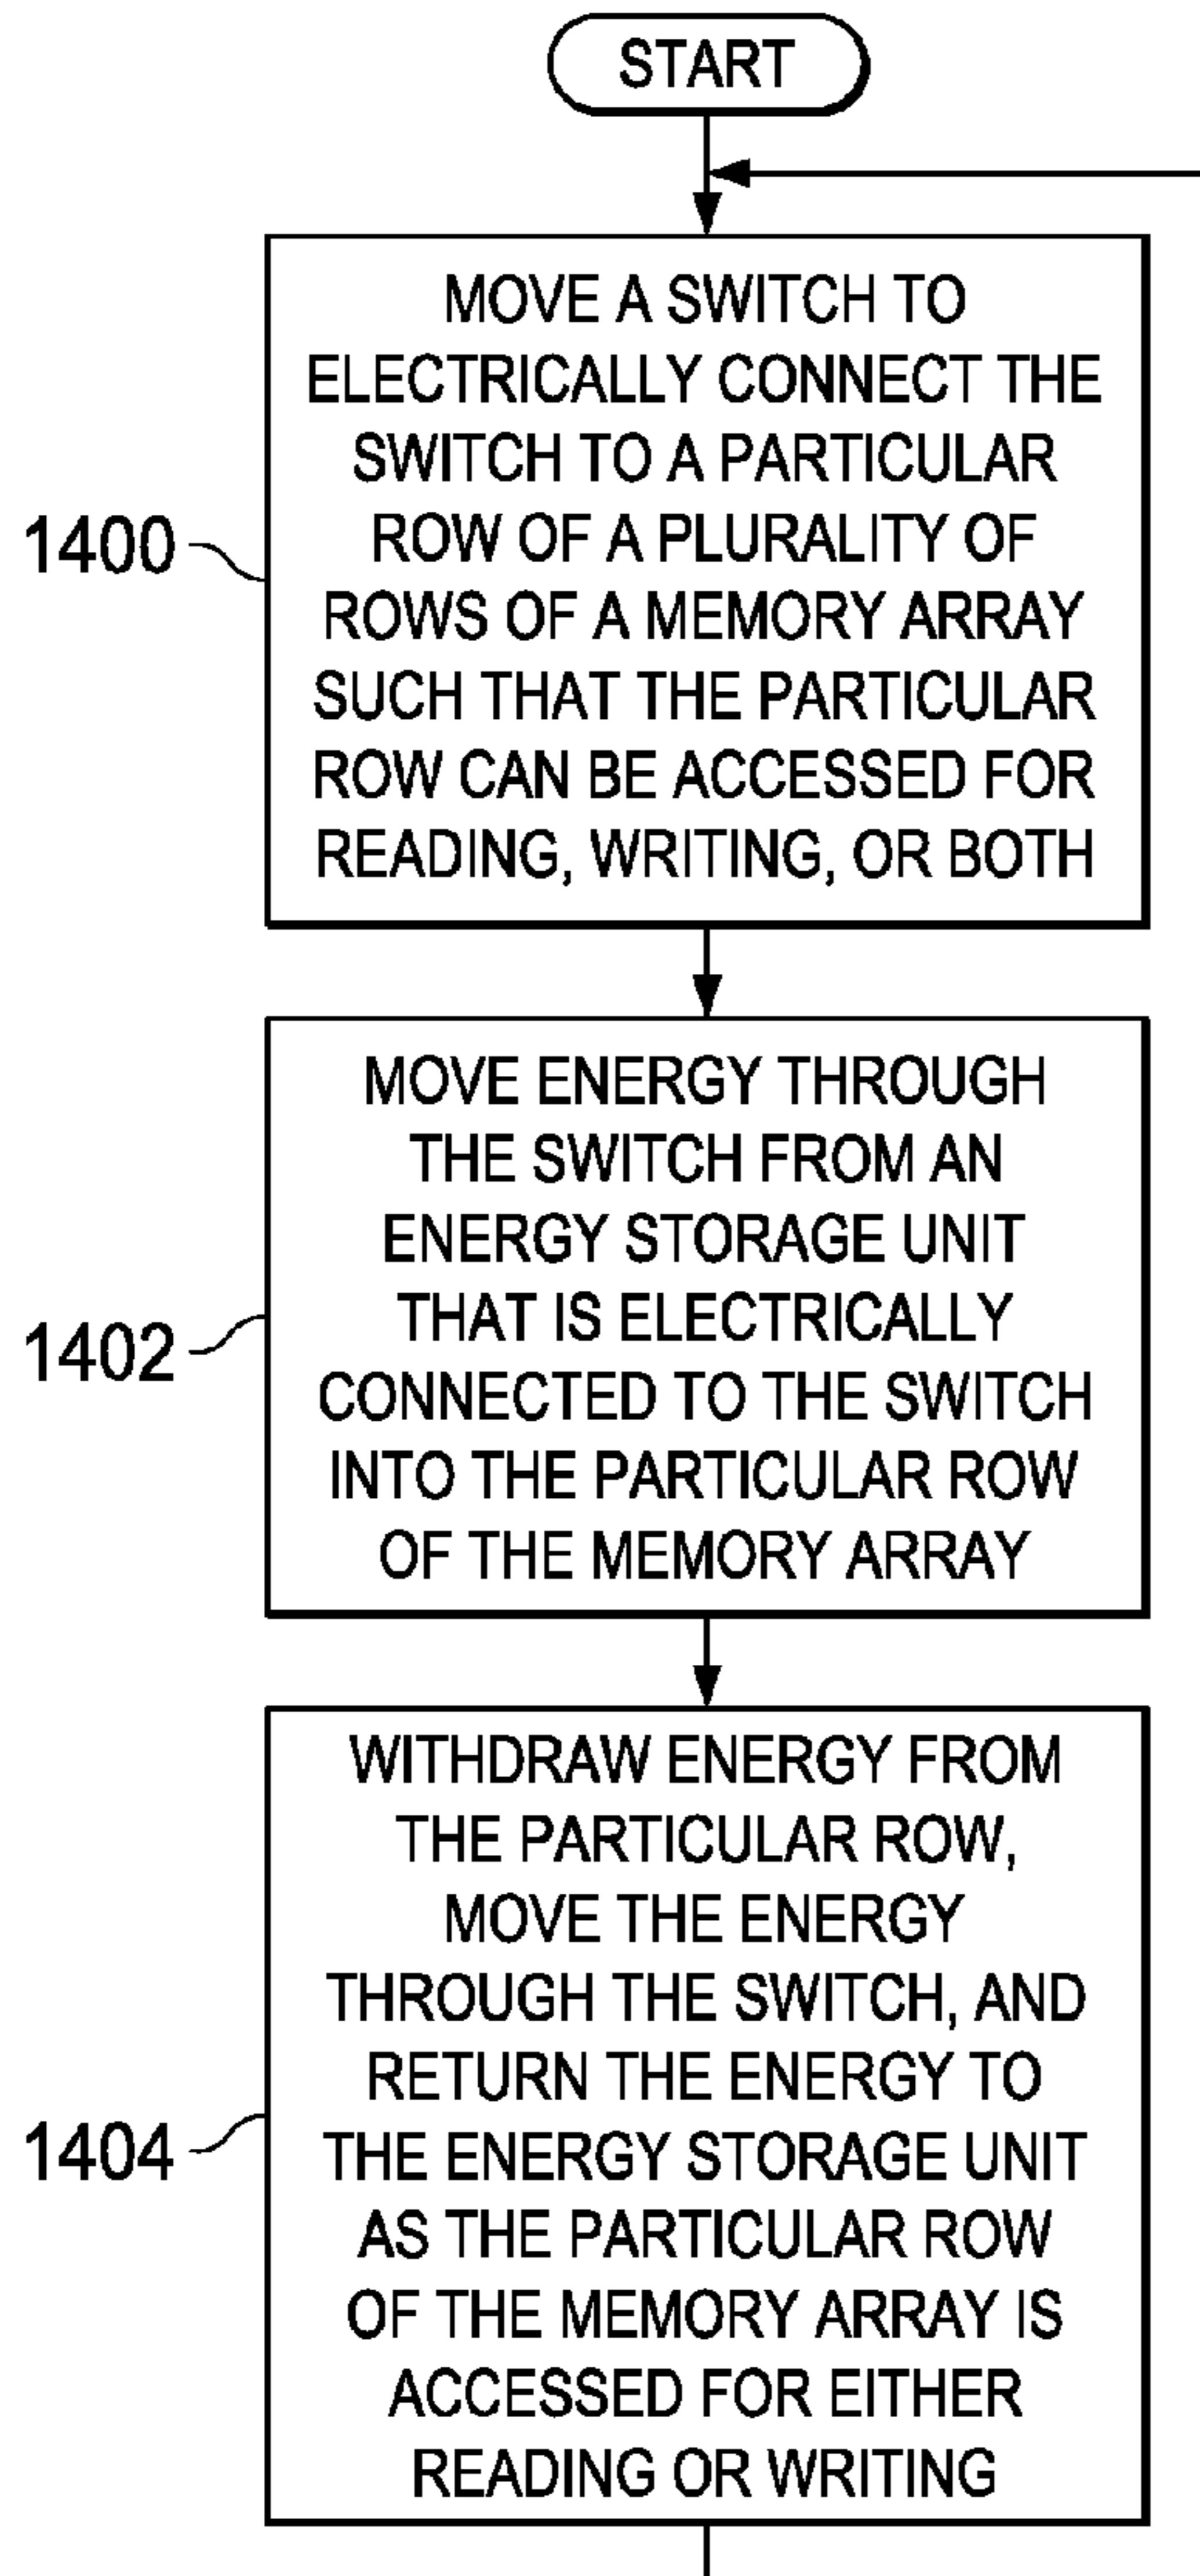 START
MOVE A SWITCH TO
ELECTRICALLY CONNECT THE
SWITCH TO A PARTICULAR
ROW OF A PLURALITY OF
ROWS OF A MEMORY ARRAY
SUCH THAT THE PARTICULAR
ROW CAN BE ACCESSED FOR
READING, WRITING, OR BOTH
1400
MOVE ENERGY THROUGH
THE SWITCH FROM AN
ENERGY STORAGE UNIT
THAT IS ELECTRICALLY
CONNECTED TO THE SWITCH
INTO THE PARTICULAR ROW
OF THE MEMORY ARRAY
1402
WITHDRAW ENERGY FROM
THE PARTICULAR ROW,
MOVE THE ENERGY
THROUGH THE SWITCH, AND
RETURN THE ENERGY TO
THE ENERGY STORAGE UNIT
AS THE PARTICULAR ROW
OF THE MEMORY ARRAY IS
ACCESSED FOR EITHER
READING OR WRITING
1404